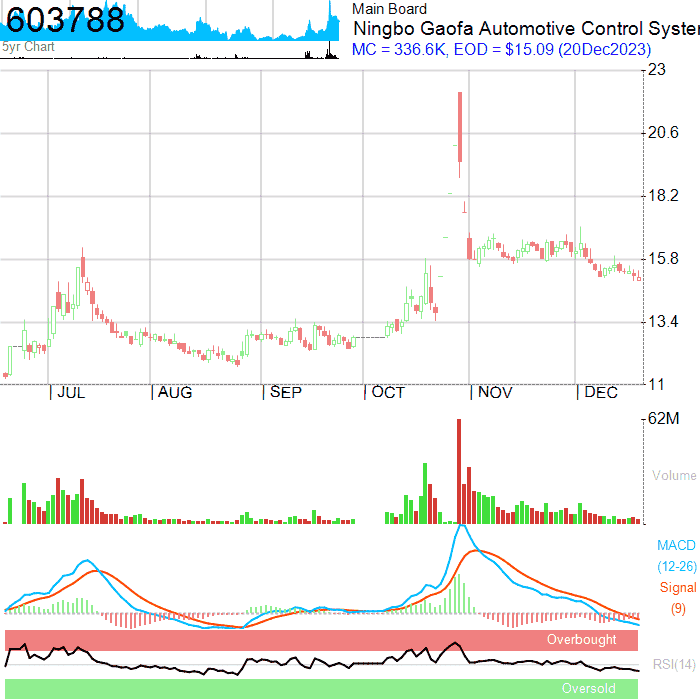 603788
5yr Chart
Main Board
Ningbo Gaofa Automotive Control Syste
MC = 336.6K, EOD = $15.09 (20Dec2023)
23
20.6
18.2
15.8
13.4
11
JUL AUG SEP OCT NOV DEC
62M
Volume
MACD
(12-26)
Signal
(9)
Overbought
RSI(14)
Oversold